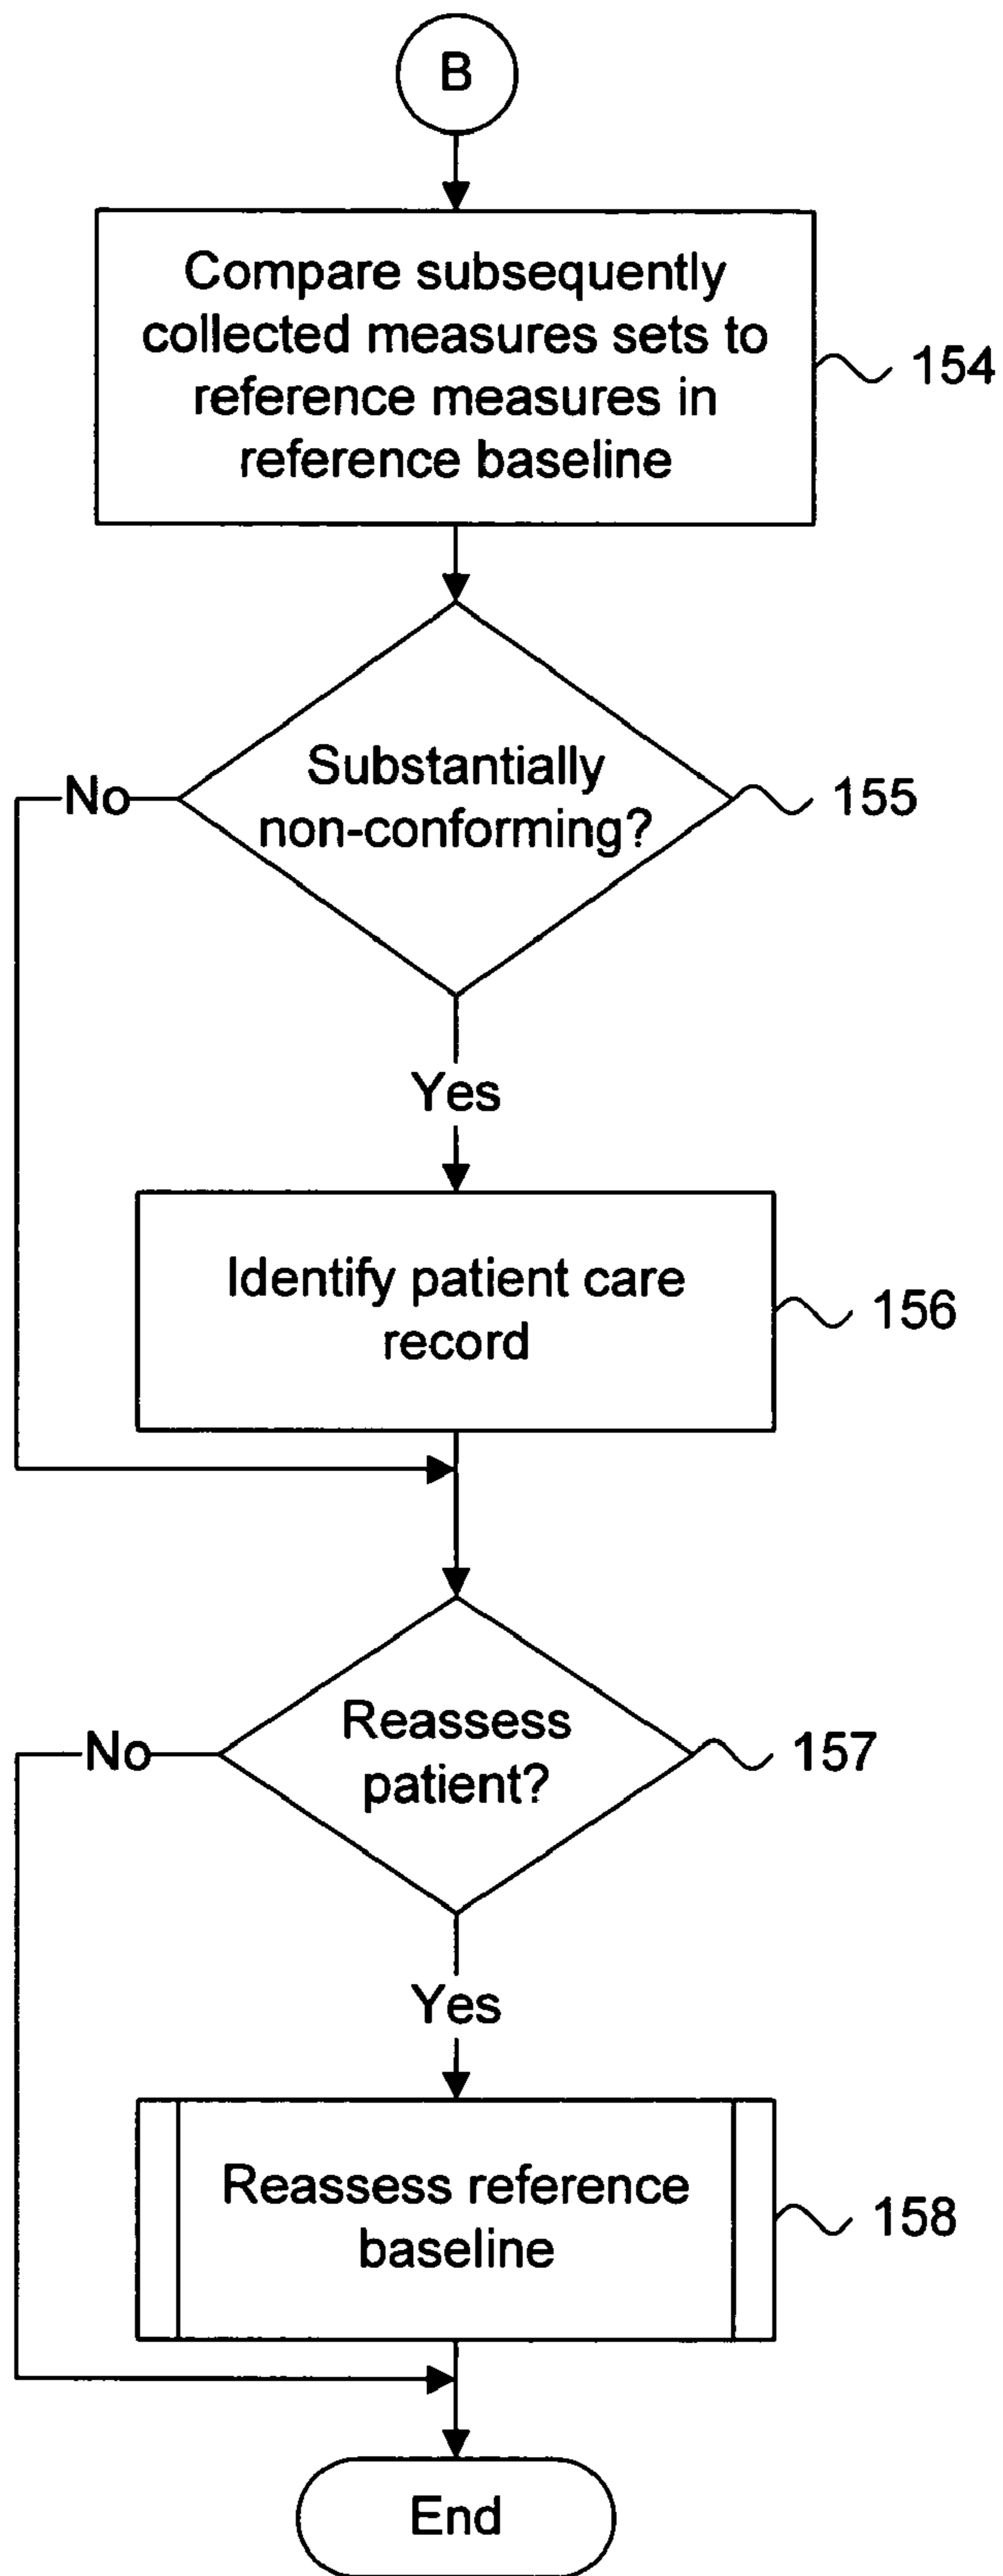 B
Compare subsequently
collected measures sets to
reference measures in
reference baseline
154
Substantially
non-conforming?
155
No
Yes
Identify patient care
record
156
Reassess
patient?
157
No
Yes
Reassess reference
baseline
158
End